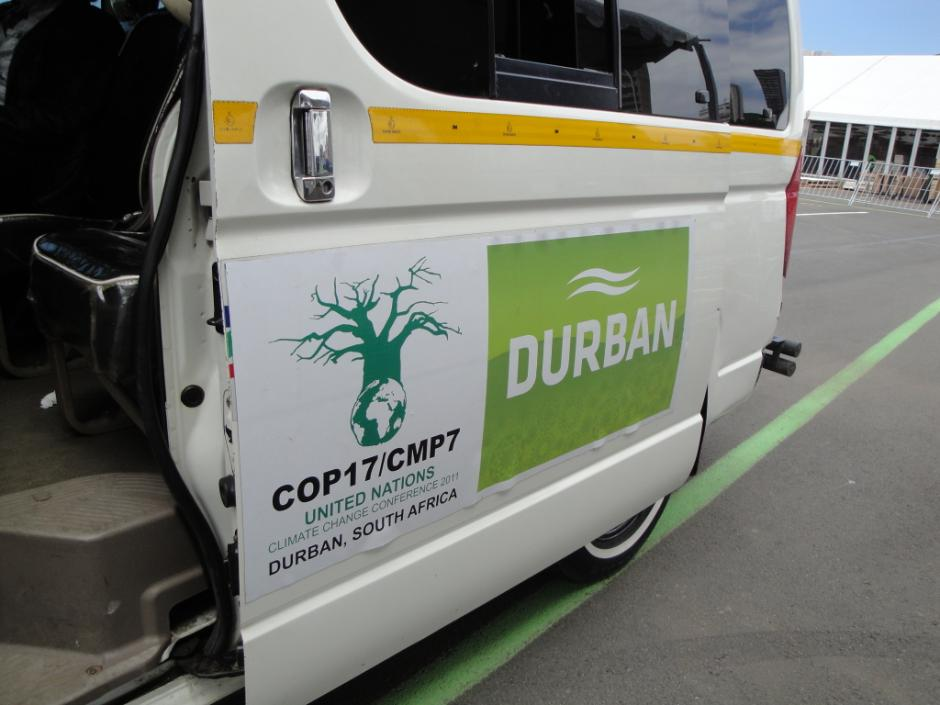 COP17/CMP7
UNITED NATIONS
CLIMATE CHANGE CONFERENCE 2011
DURBAN, SOUTH AFRICA
DURBAN